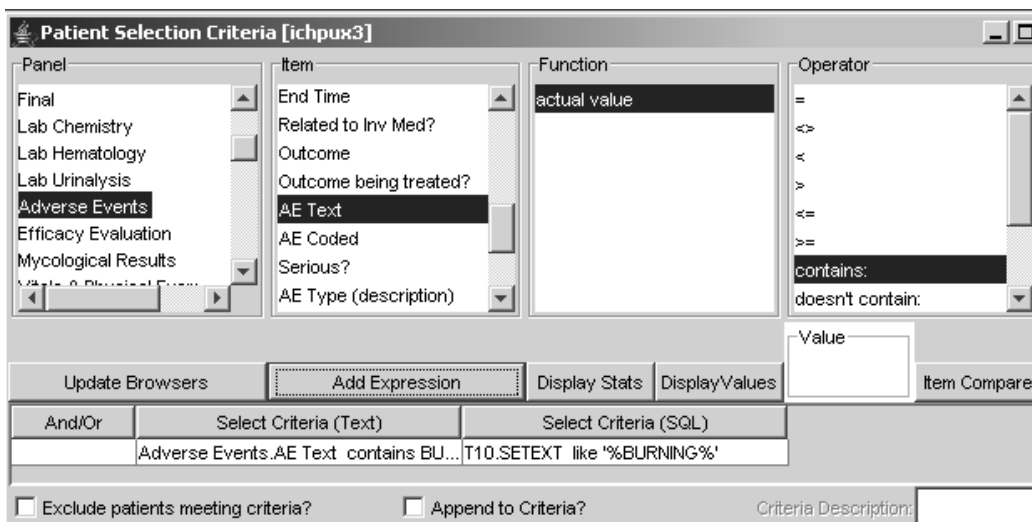 Patient Selection Criteria [ichpux3]
Panel
Final
Lab Chemistry
Lab Hematology
Lab Urinalysis
Adverse Events
Efficacy Evaluation
Mycological Results
Item
End Time
Related to Inv Med?
Outcome
Outcome being treated?
AE Text
AE Coded
Serious?
AE Type (description)
Function
actual value
Operator
=
<>
<
>
<=
>=
contains:
doesn't contain:
Value
Update Browsers
Add Expression
Display Stats
DisplayValues
Item Compare
And/Or
Select Criteria (Text)
Select Criteria (SQL)
Adverse Events.AE Text contains BU...
T10.SETEXT like '%BURNING%'
Exclude patients meeting criteria?
Append to Criteria?
Criteria Description: